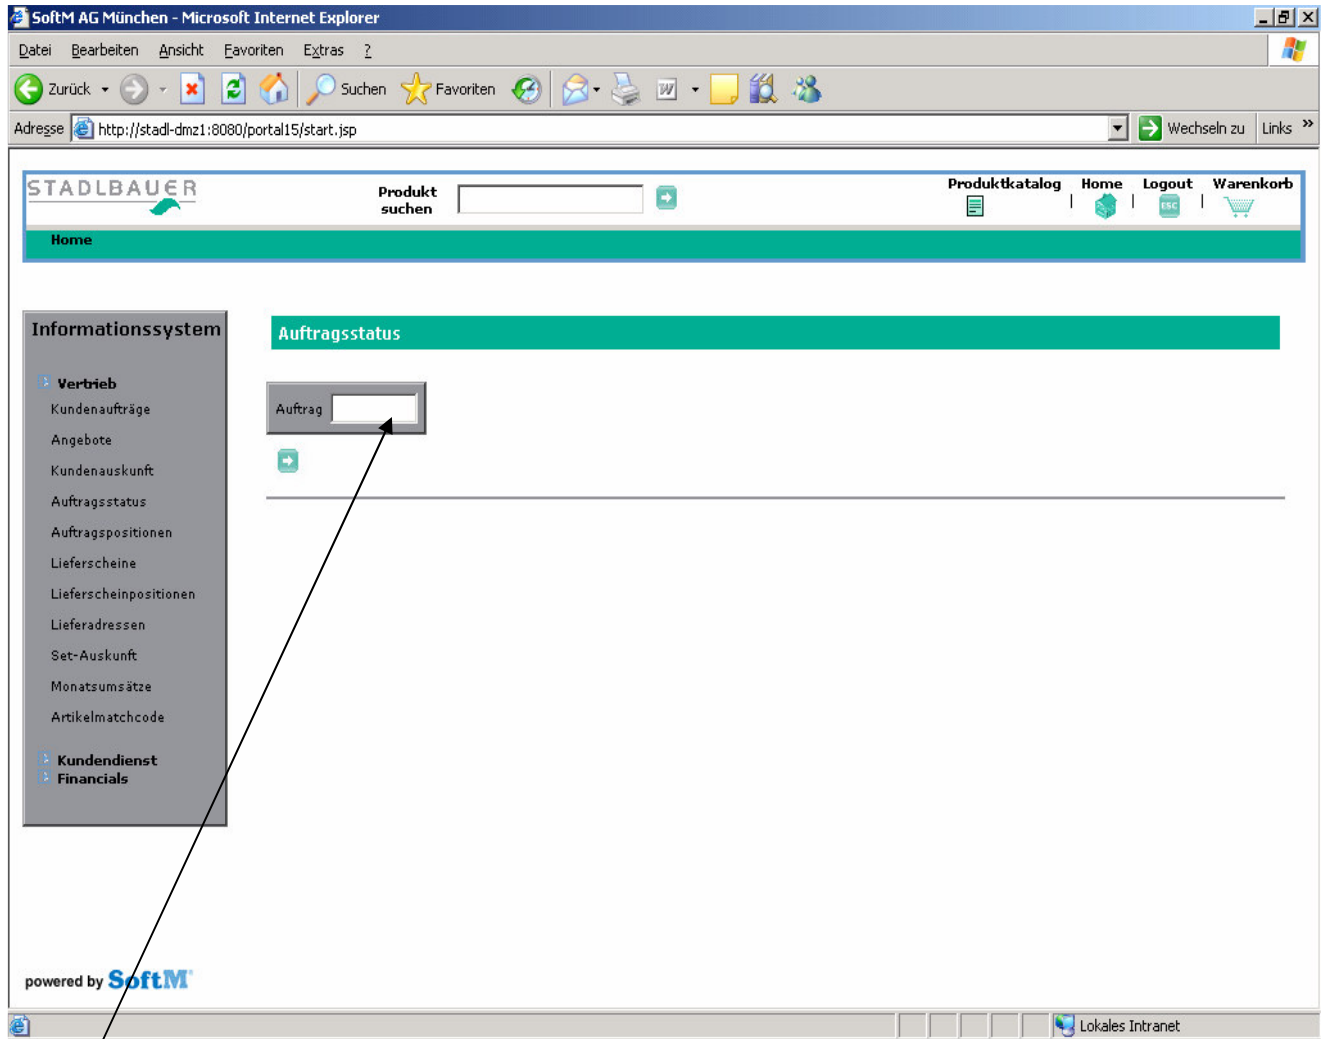 SoftM AG München - Microsoft Internet Explorer
Datei Bearbeiten Ansicht Favoriten Extras ?
Zurück Suchen Favoriten
Adresse http://stadl-dmz1:8080/portal15/start.jsp Wechseln zu Links »
STADLBAUER
Produkt
suchen
Produktkatalog Home Logout Warenkorb
ESC
Home
Informationssystem
Vertrieb
Kundenaufträge
Angebote
Kundenauskunft
Auftragsstatus
Auftragspositionen
Lieferscheine
Lieferscheinpositionen
Lieferadressen
Set-Auskunft
Monatsumsätze
Artikelmatchcode
Kundendienst
Financials
Auftragsstatus
Auftrag
powered by SoftM
Lokales Intranet